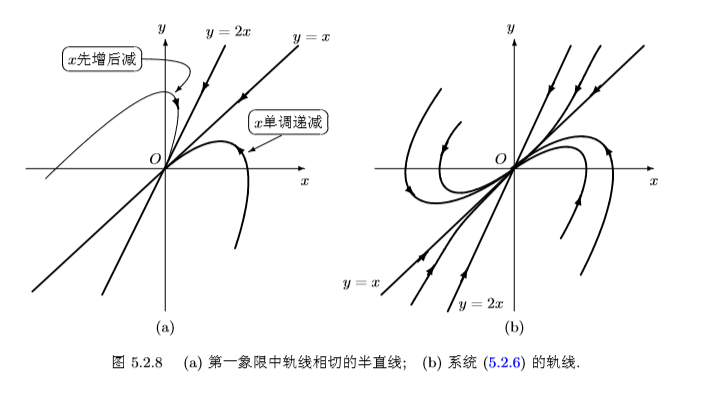 y
y = 2x
y = x
x先增后减
x单调递减
O
x
(a)
y
O
x
y = x
y = 2x
(b)
图 5.2.8 (a) 第一象限中轨线相切的半直线; (b) 系统 (5.2.6) 的轨线.